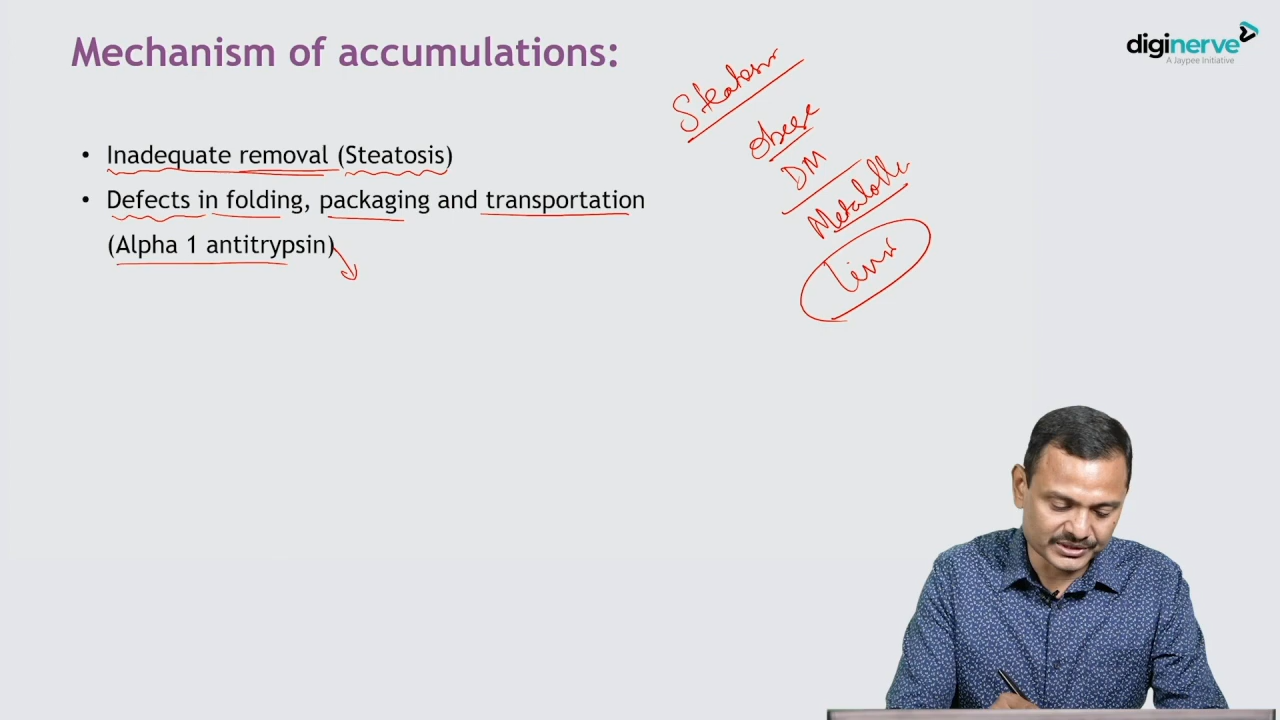 Mechanism of accumulations:
diginerve
A Jaypee Initiative
• Inadequate removal (Steatosis)
• Defects in folding, packaging and transportation
(Alpha 1 antitrypsin)
Steatosis
Obese
DM